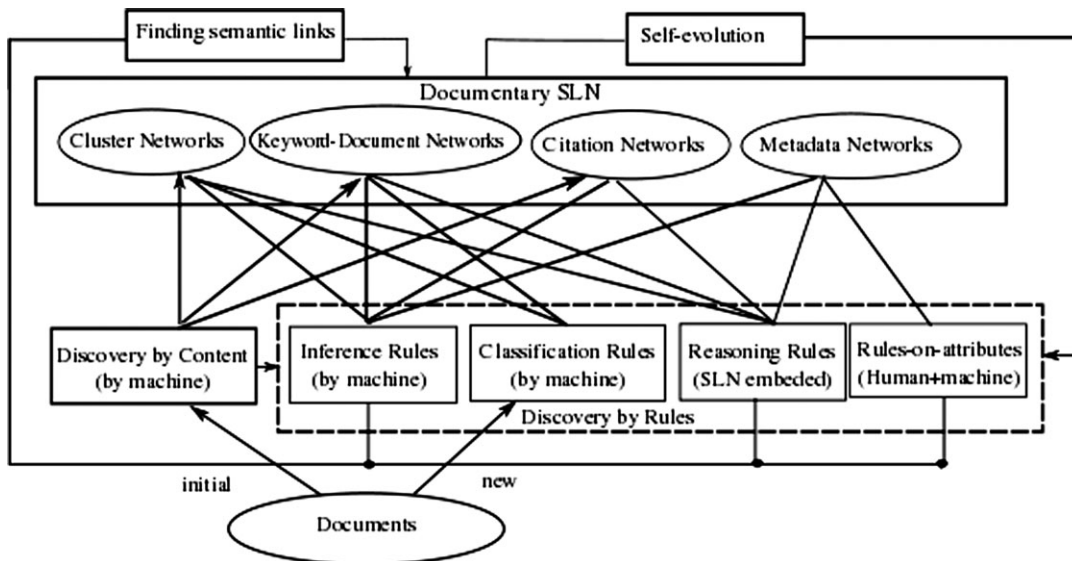 Finding semantic links
Self-evolution
Documentary SLN
Cluster Networks
Keyword-Document Networks
Citation Networks
Metadata Networks
Discovery by Content
(by machine)
Inference Rules
(by machine)
Classification Rules
(by machine)
Reasoning Rules
(SLN embeded)
Rules-on-attributes
(Human+machine)
Discovery by Rules
initial
new
Documents